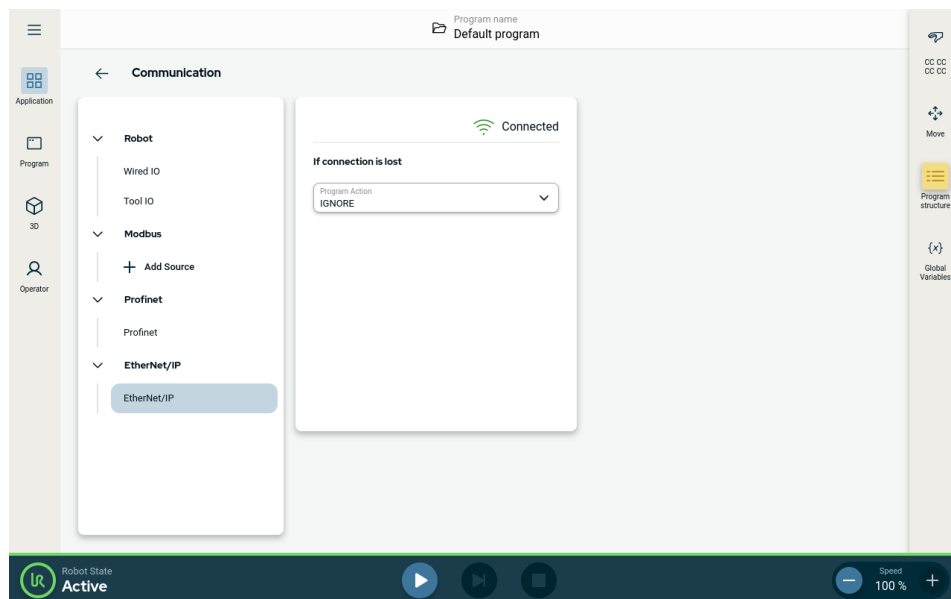 Program name
Default program
Application
Program
3D
Operator
Communication
Robot
Wired IO
Tool IO
Modbus
Add Source
Profinet
Profinet
EtherNet/IP
EtherNet/IP
Connected
If connection is lost
Program Action
IGNORE
CC CC
CC CC
Move
Program
structure
{x}
Global
Variables
UR
Robot State
Active
Speed
100 %